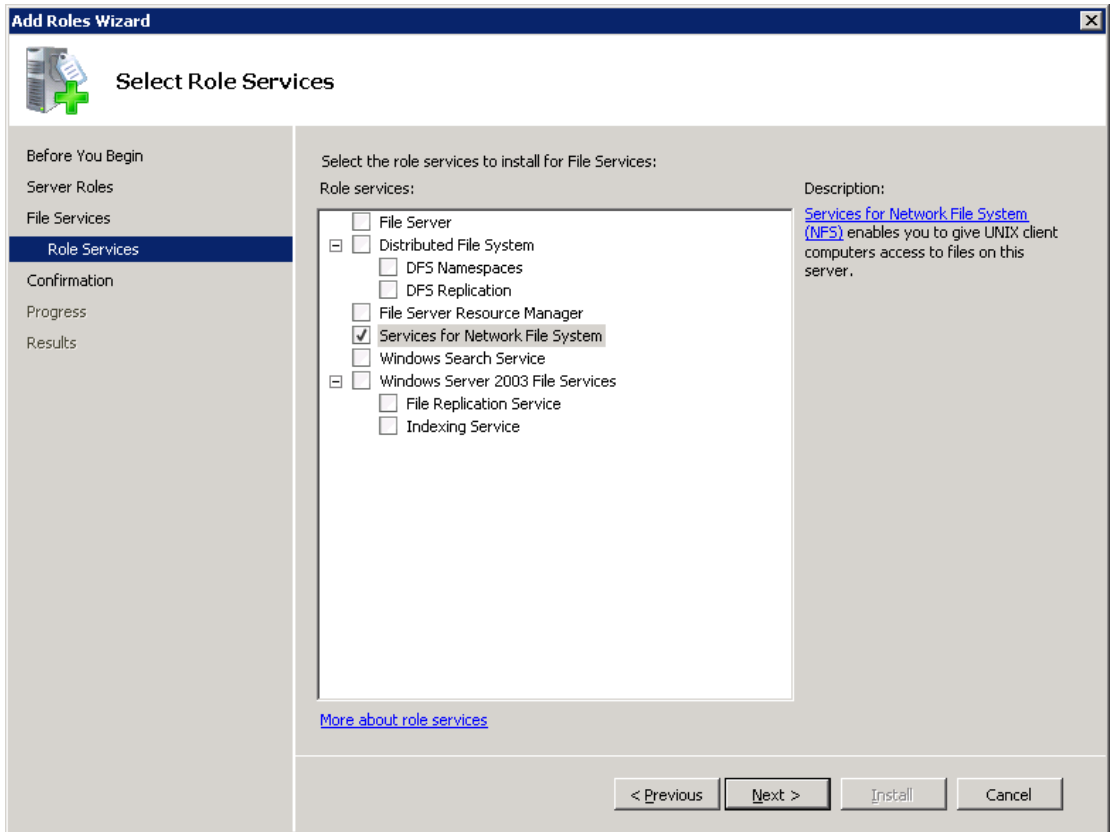 Add Roles Wizard
Select Role Services
Before You Begin
Server Roles
File Services
Role Services
Confirmation
Progress
Results
Select the role services to install for File Services:
Role services:
File Server
Distributed File System
DFS Namespaces
DFS Replication
File Server Resource Manager
Services for Network File System
Windows Search Service
Windows Server 2003 File Services
File Replication Service
Indexing Service
More about role services
Description:
Services for Network File System
(NFS) enables you to give UNIX client
computers access to files on this
server.
< Previous
Next >
Install
Cancel